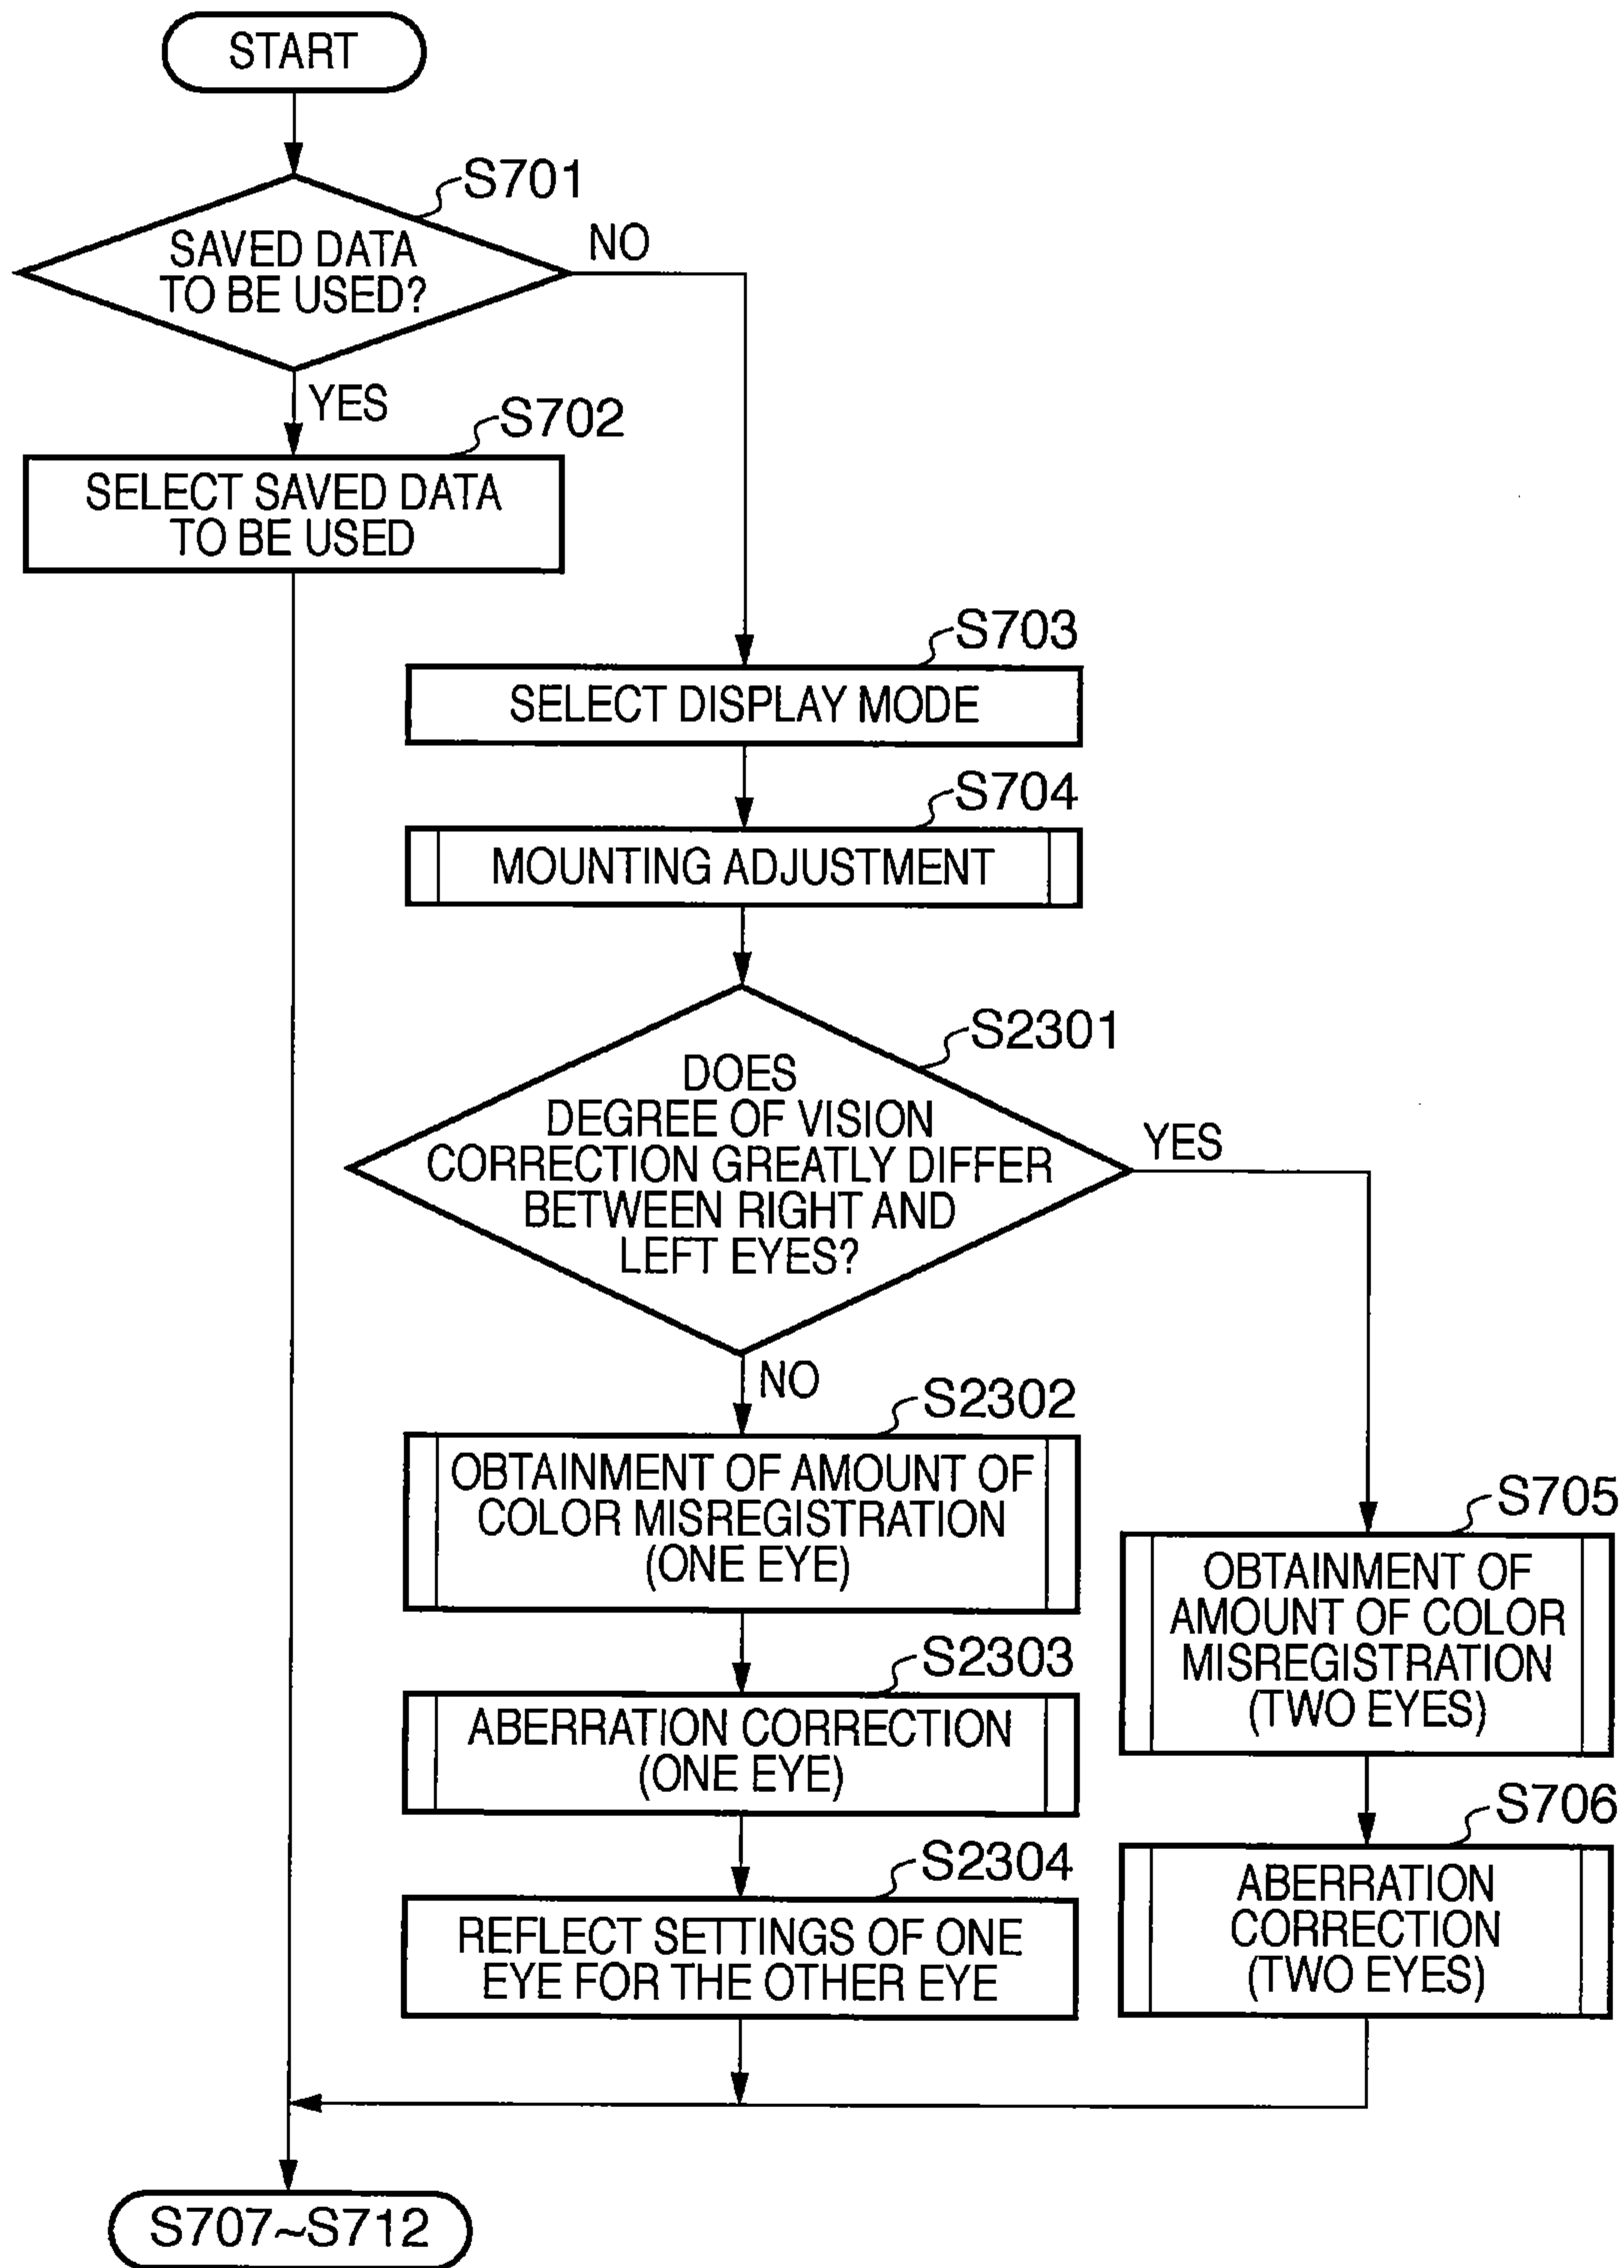 START
S701
SAVED DATA
TO BE USED?
NO
YES
S702
SELECT SAVED DATA
TO BE USED
S703
SELECT DISPLAY MODE
S704
MOUNTING ADJUSTMENT
S2301
DOES
DEGREE OF VISION
CORRECTION GREATLY DIFFER
BETWEEN RIGHT AND
LEFT EYES?
YES
NO
S2302
OBTAINMENT OF AMOUNT OF
COLOR MISREGISTRATION
(ONE EYE)
S2303
ABERRATION CORRECTION
(ONE EYE)
S2304
REFLECT SETTINGS OF ONE
EYE FOR THE OTHER EYE
S705
OBTAINMENT OF
AMOUNT OF COLOR
MISREGISTRATION
(TWO EYES)
S706
ABERRATION
CORRECTION
(TWO EYES)
S707~S712